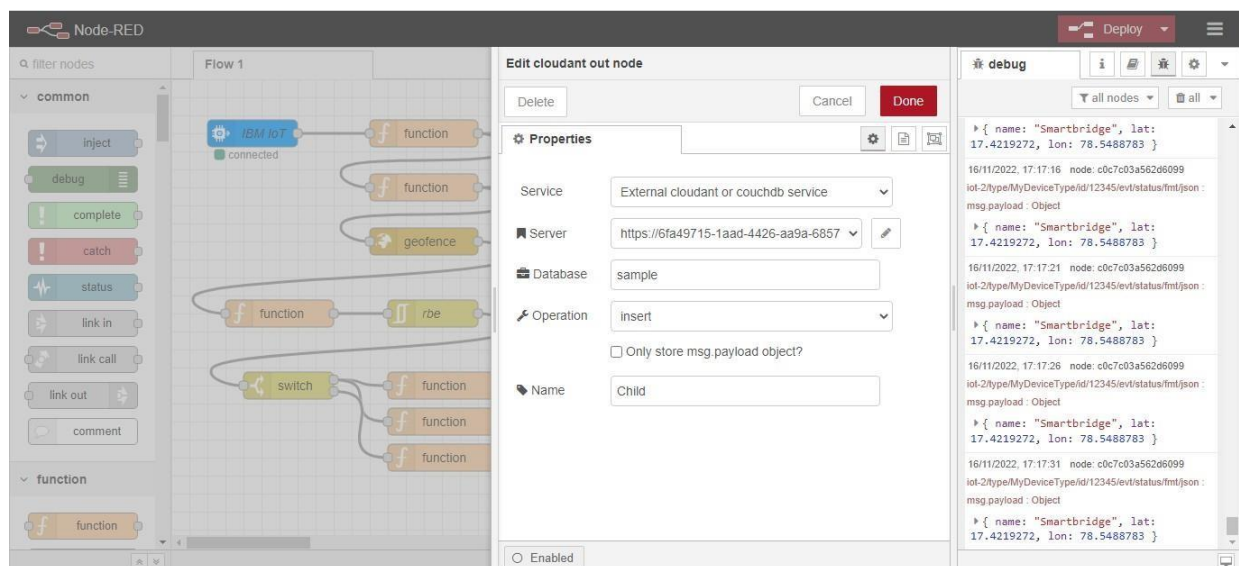 Node-RED
Deploy
filter nodes
Flow 1
Edit cloudant out node
debug
i
common
Delete
Cancel
Done
all nodes
all
inject
debug
complete
catch
status
link in
link call
link out
comment
function
function
IBM IoT
connected
function
function
geofence
function
rbe
switch
function
function
function
Properties
Service
External cloudant or couchdb service
Server
https://6fa49715-1aad-4426-aa9a-6857
Database
sample
Operation
insert
Only store msg.payload object?
Name
Child
Enabled
{ name: "Smartbridge", lat:
17.4219272, lon: 78.5488783 }
16/11/2022, 17:17:16 node: c0c7c03a562d6099
iot-2/type/MyDeviceType/id/12345/evt/status/fmt/json :
msg.payload : Object
{ name: "Smartbridge", lat:
17.4219272, lon: 78.5488783 }
16/11/2022, 17:17:21 node: c0c7c03a562d6099
iot-2/type/MyDeviceType/id/12345/evt/status/fmt/json :
msg.payload : Object
{ name: "Smartbridge", lat:
17.4219272, lon: 78.5488783 }
16/11/2022, 17:17:26 node: c0c7c03a562d6099
iot-2/type/MyDeviceType/id/12345/evt/status/fmt/json :
msg.payload : Object
{ name: "Smartbridge", lat:
17.4219272, lon: 78.5488783 }
16/11/2022, 17:17:31 node: c0c7c03a562d6099
iot-2/type/MyDeviceType/id/12345/evt/status/fmt/json :
msg.payload : Object
{ name: "Smartbridge", lat:
17.4219272, lon: 78.5488783 }